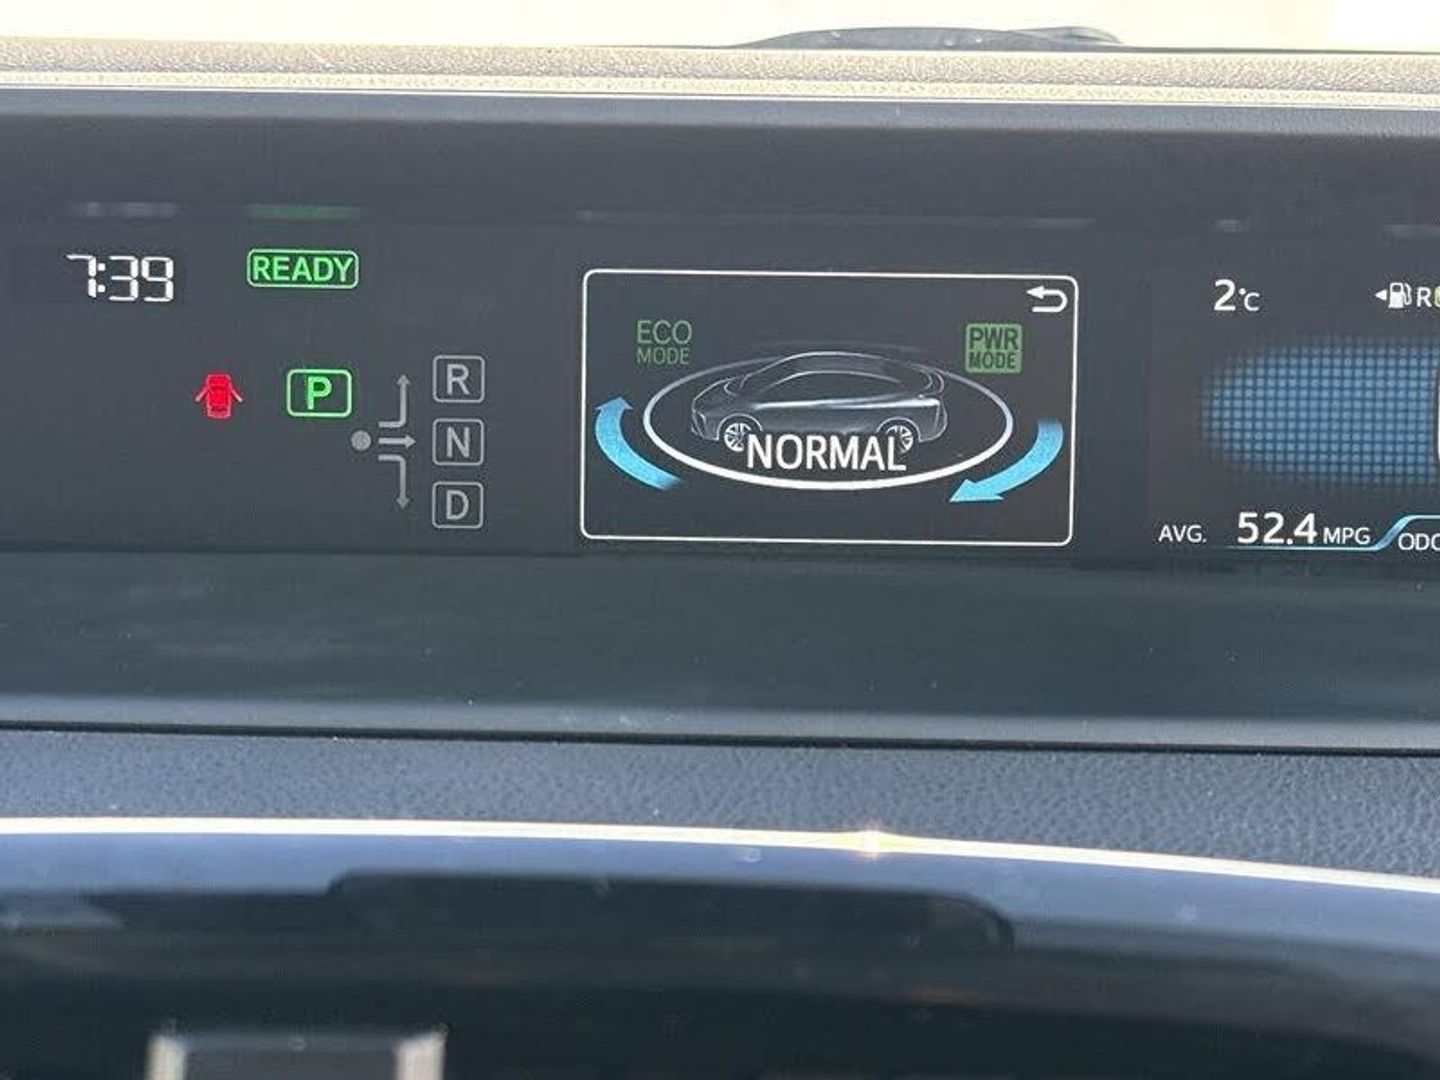 7:39
READY
2°C
R
ECO
MODE
PWR
MODE
P
R
N
D
NORMAL
AVG. 52.4 MPG